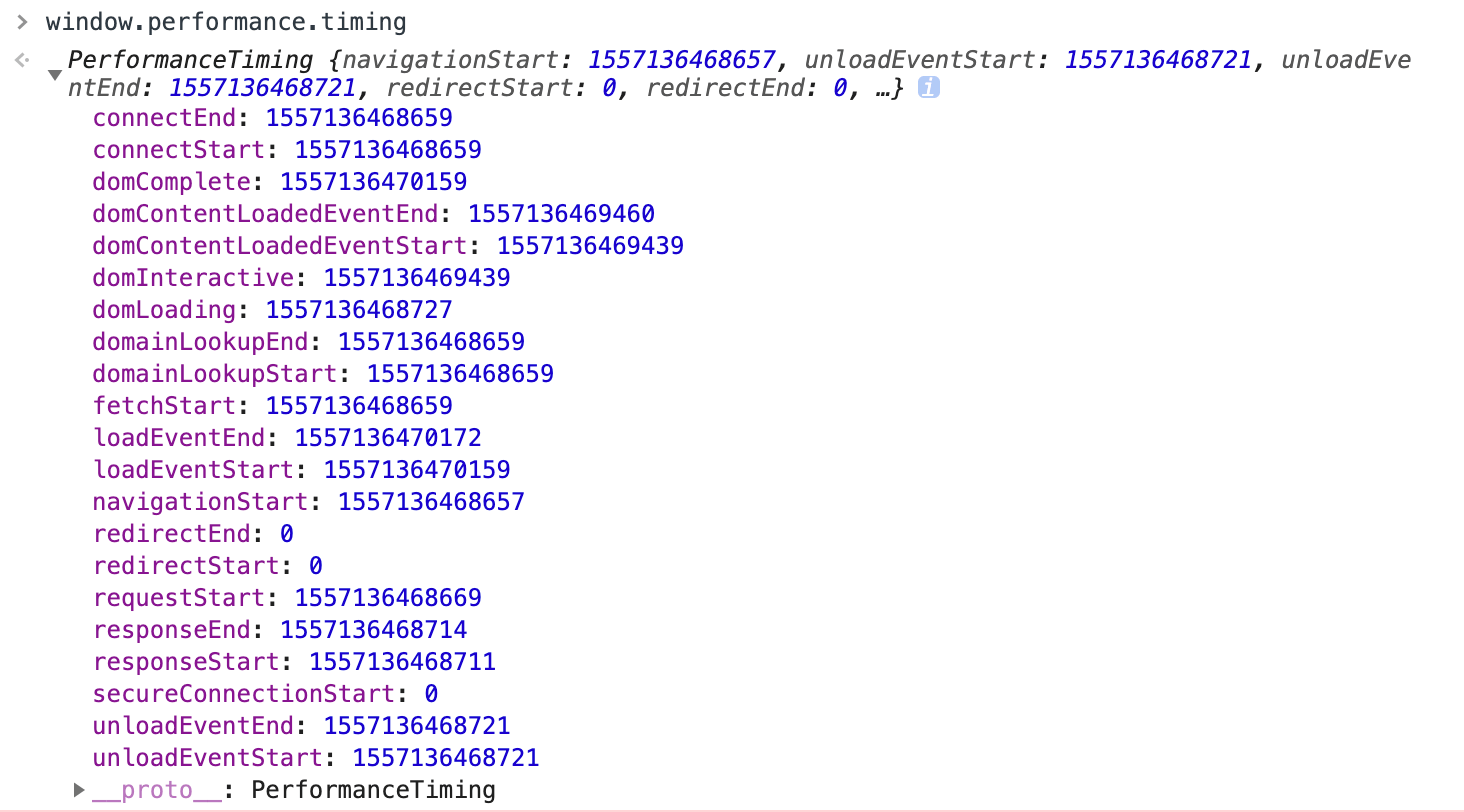 > window.performance.timing
PerformanceTiming {navigationStart: 1557136468657, unloadEventStart: 1557136468721, unloadEve
ntEnd: 1557136468721, redirectStart: 0, redirectEnd: 0, …} i
connectEnd: 1557136468659
connectStart: 1557136468659
domComplete: 1557136470159
domContentLoadedEventEnd: 1557136469460
domContentLoadedEventStart: 1557136469439
domInteractive: 1557136469439
domLoading: 1557136468727
domainLookupEnd: 1557136468659
domainLookupStart: 1557136468659
fetchStart: 1557136468659
loadEventEnd: 1557136470172
loadEventStart: 1557136470159
navigationStart: 1557136468657
redirectEnd: 0
redirectStart: 0
requestStart: 1557136468669
responseEnd: 1557136468714
responseStart: 1557136468711
secureConnectionStart: 0
unloadEventEnd: 1557136468721
unloadEventStart: 1557136468721
__proto__: PerformanceTiming